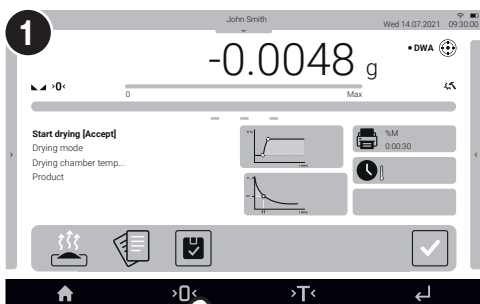 1
John Smith
Wed 14.07.2021 09:30:00
-0.0048 g
• DWA
>0<
0 Max
Start drying [Accept]
Drying mode
Drying chamber temp...
Product
%M
0:00:30
>0< >T<